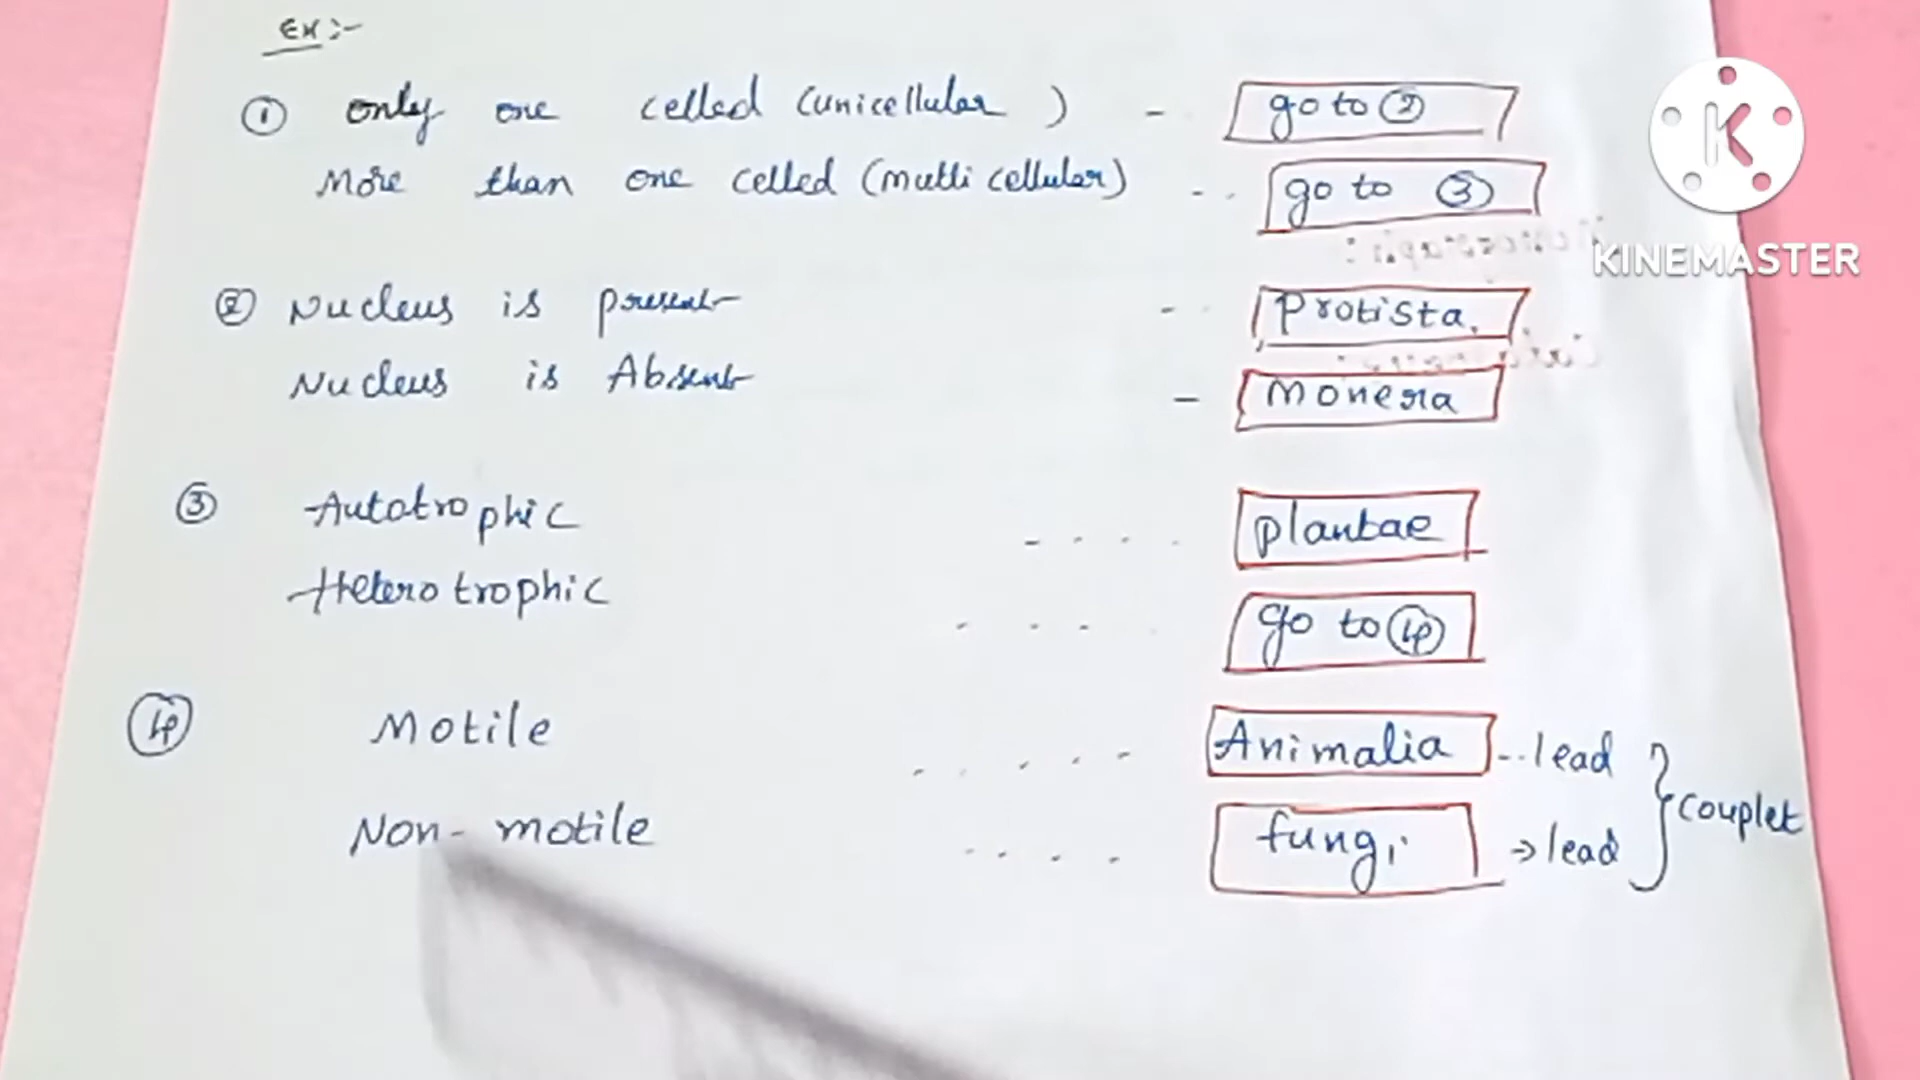 Ex :-
① only one celled (unicellular) - go to ②
More than one celled (multi cellular) - .. go to ③
② Nucleus is present - .. Protista.
Nucleus is Absent - Monera
③ Autotrophic - . . . . plantae
Heterotrophic . . . . go to ④
④ Motile . . . . Animalia - .. lead
Non - motile . . . . fungi → lead
} couplet
KINEMASTER